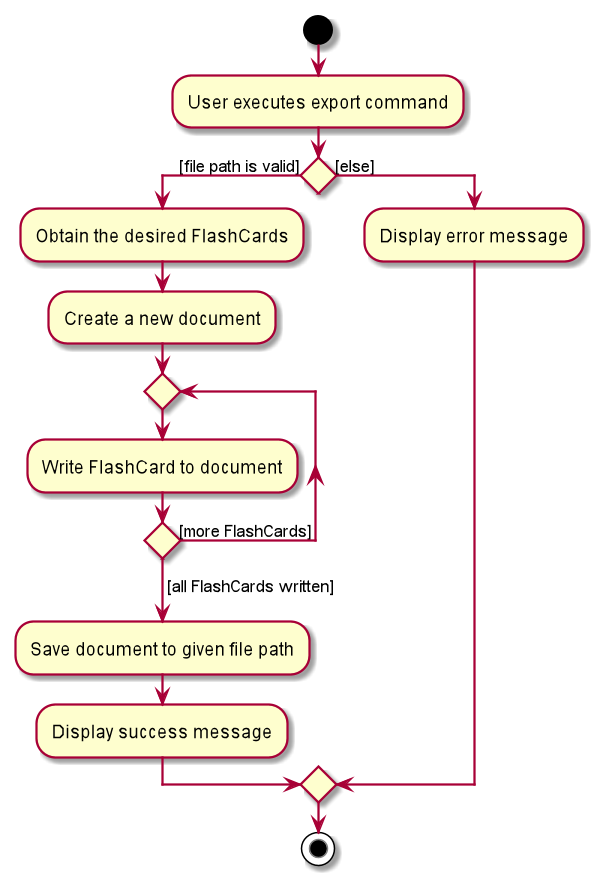 User executes export command
[file path is valid]
[else]
Obtain the desired FlashCards
Display error message
Create a new document
Write FlashCard to document
[more FlashCards]
[all FlashCards written]
Save document to given file path
Display success message